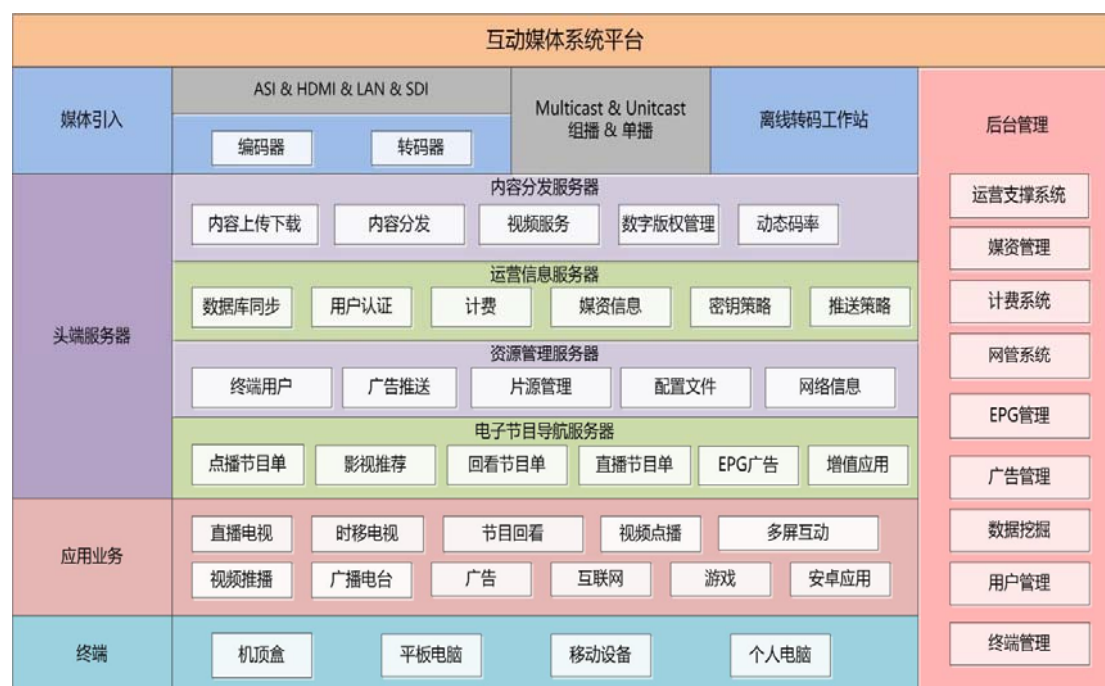 互动媒体系统平台
媒体引入
ASI & HDMI & LAN & SDI
编码器
转码器
Multicast & Unitcast
组播 & 单播
离线转码工作站
头端服务器
内容分发服务器
内容上传下载
内容分发
视频服务
数字版权管理
动态码率
运营信息服务器
数据库同步
用户认证
计费
媒资信息
密钥策略
推送策略
资源管理服务器
终端用户
广告推送
片源管理
配置文件
网络信息
电子节目导航服务器
点播节目单
影视推荐
回看节目单
直播节目单
EPG广告
增值应用
应用业务
直播电视
时移电视
节目回看
视频点播
多屏互动
视频推播
广播电台
广告
互联网
游戏
安卓应用
终端
机顶盒
平板电脑
移动设备
个人电脑
后台管理
运营支撑系统
媒资管理
计费系统
网管系统
EPG管理
广告管理
数据挖掘
用户管理
终端管理